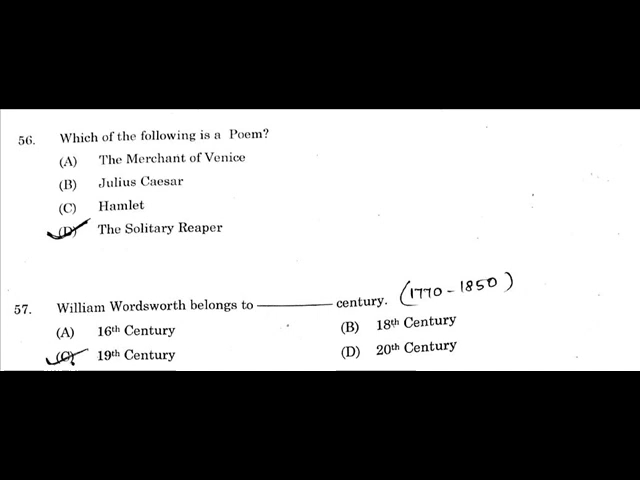 56. Which of the following is a Poem?
(A) The Merchant of Venice
(B) Julius Caesar
(C) Hamlet
(D) The Solitary Reaper
57. William Wordsworth belongs to ———— century. (1770 - 1850)
(A) 16th Century (B) 18th Century
(C) 19th Century (D) 20th Century